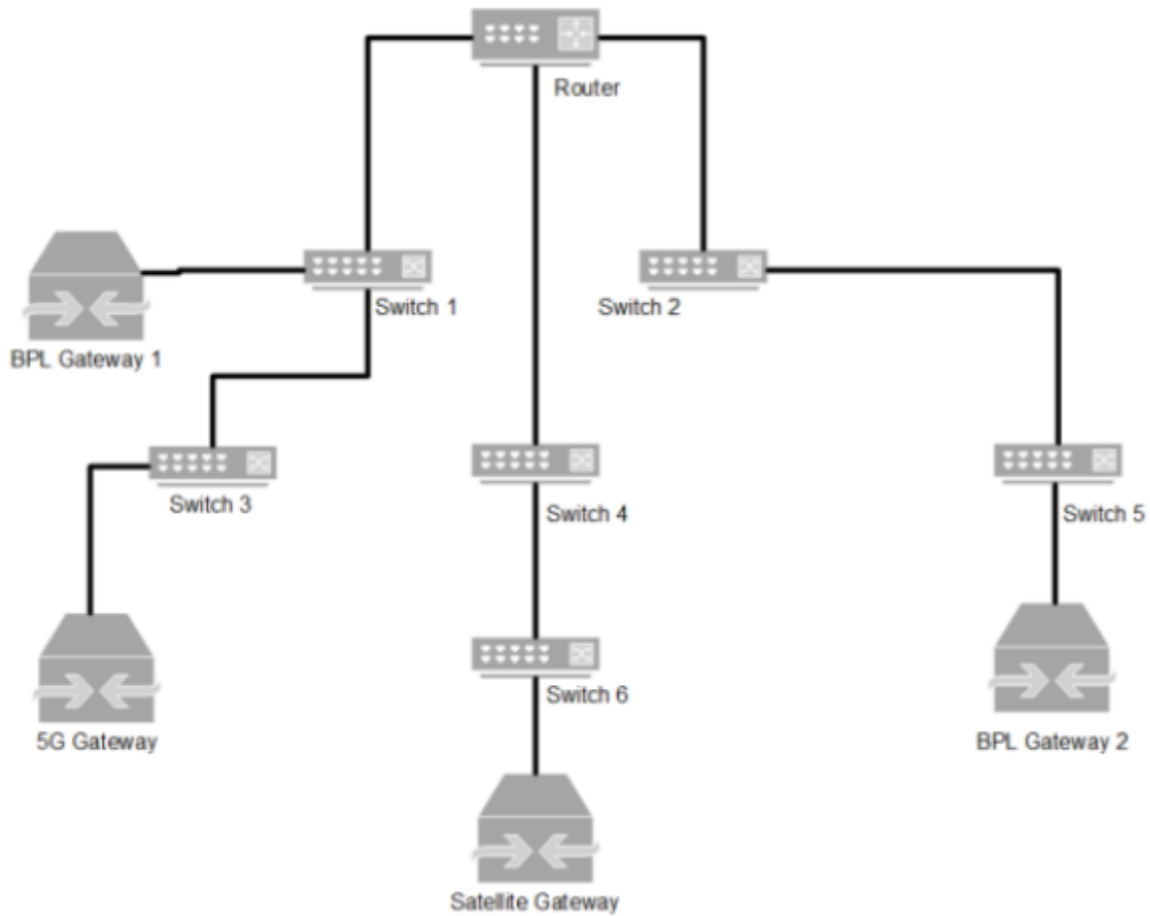 Router
Switch 1
Switch 2
BPL Gateway 1
Switch 3
Switch 4
Switch 5
Switch 6
5G Gateway
BPL Gateway 2
Satellite Gateway